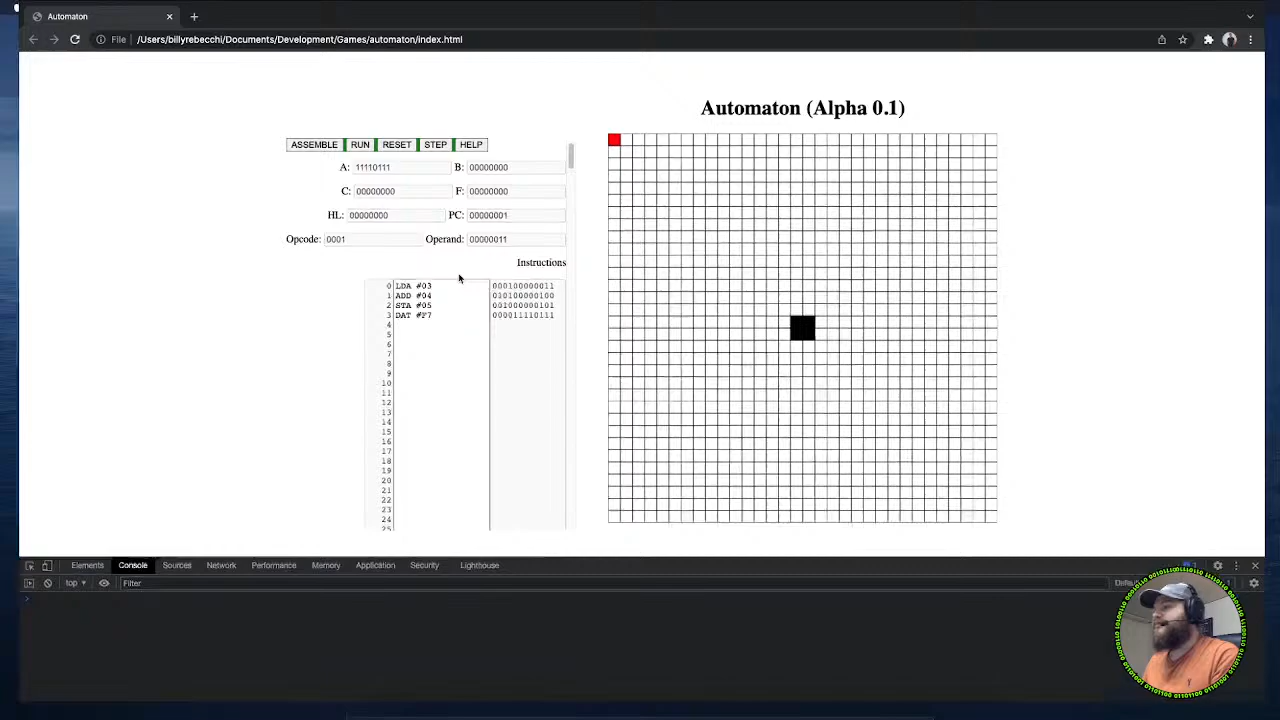 Automaton
File
/Users/billyrebecchi/Documents/Development/Games/automaton/index.html
Automaton (Alpha 0.1)
ASSEMBLE RUN RESET STEP HELP
A: 11110111 B: 00000000
C: 00000000 F: 00000000
HL: 00000000 PC: 00000001
Opcode: 0001 Operand: 00000011
Instructions
0 LDA #03 000100000011
1 ADD #04 010100000100
2 STA #05 001000000101
3 DAT #F7 000011110111
4
5
6
7
8
9
10
11
12
13
14
15
16
17
18
19
20
21
22
23
24
25
Elements Console Sources Network Performance Memory Application Security Lighthouse
top Filter